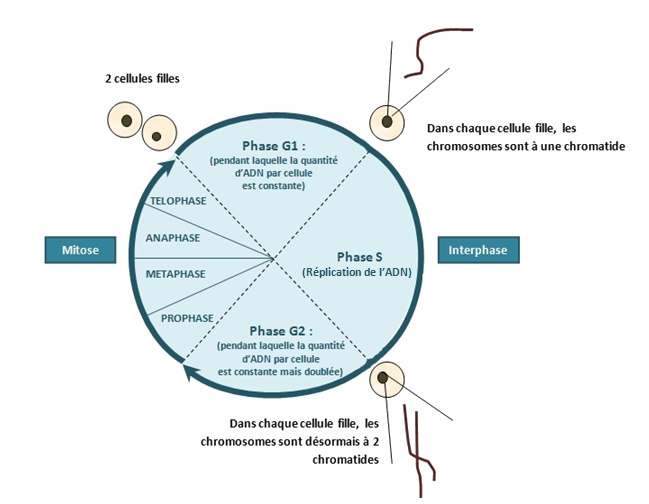 2 cellules filles
Dans chaque cellule fille, les
chromosomes sont à une chromatide
Phase G1 :
(pendant laquelle la quantité
d'ADN par cellule
est constante)
TELOPHASE
ANAPHASE
METAPHASE
PROPHASE
Mitose
Phase S
(Réplication de l'ADN)
Interphase
Phase G2 :
(pendant laquelle la quantité
d'ADN par cellule
est constante mais doublée)
Dans chaque cellule fille, les
chromosomes sont désormais à 2
chromatides